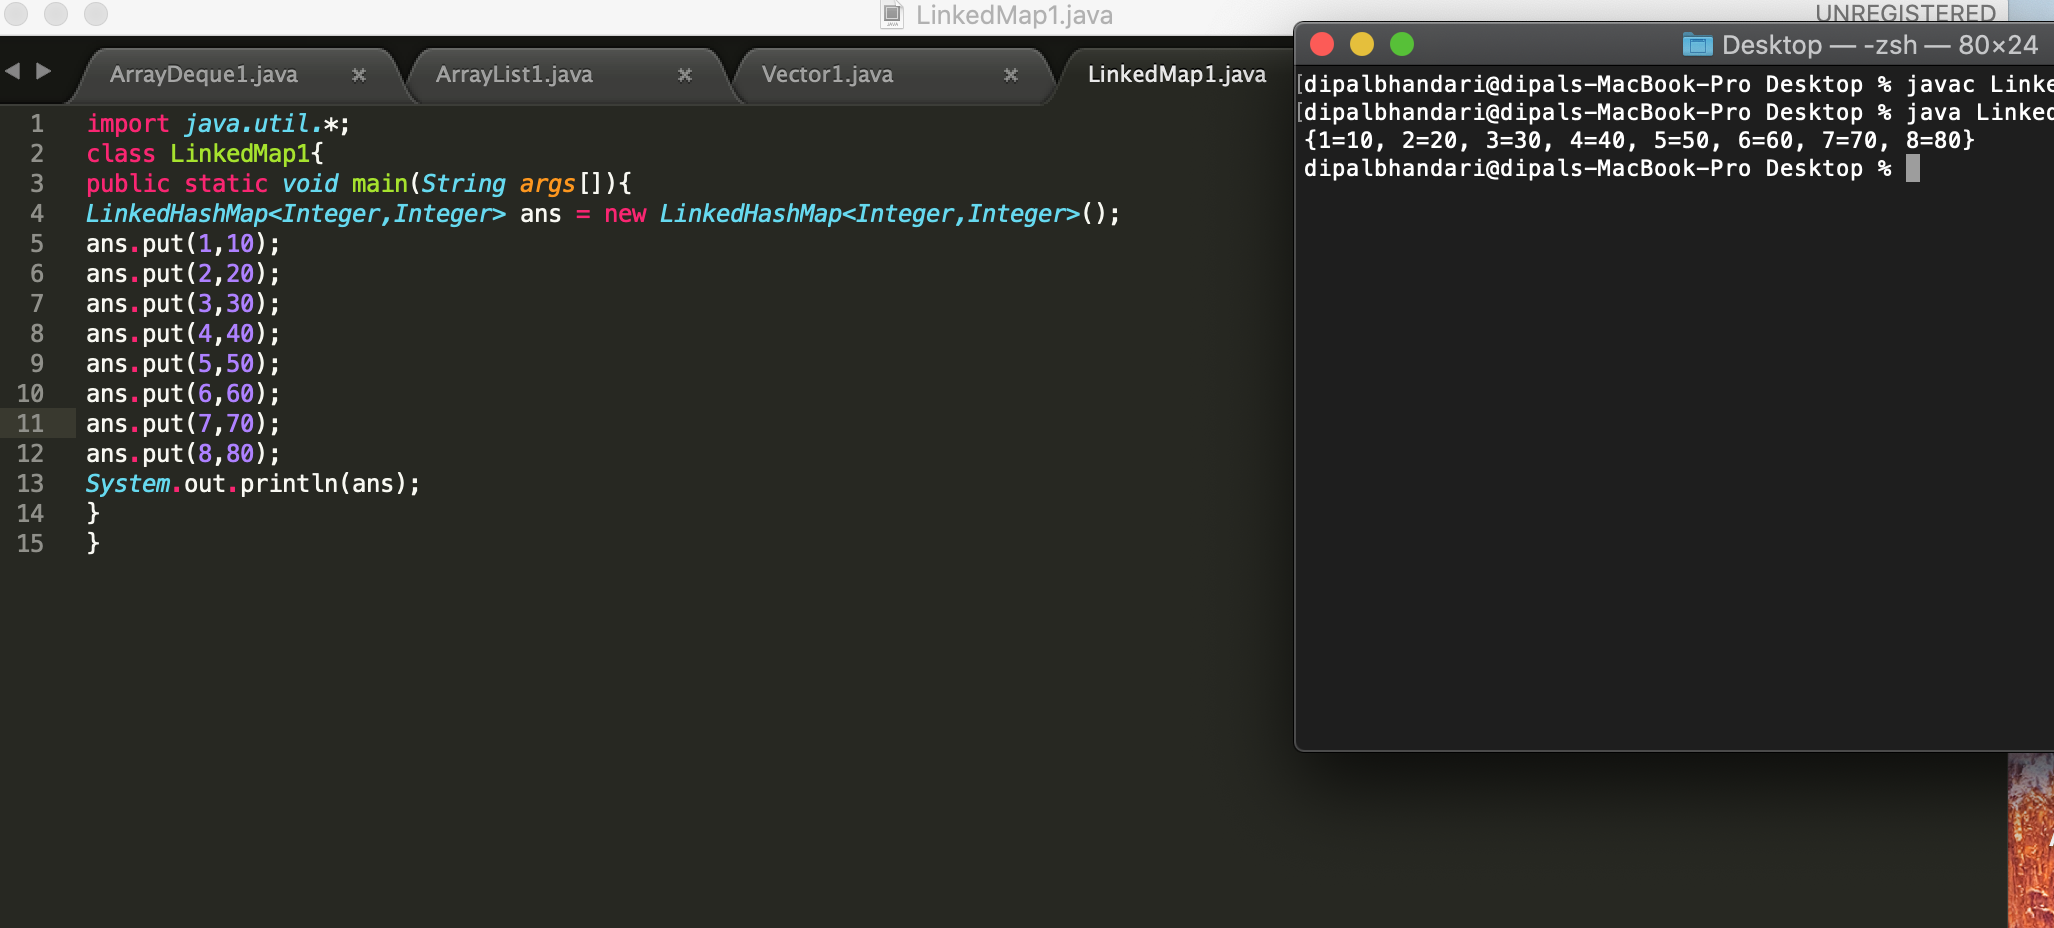 LinkedMap1.java
UNREGISTERED
ArrayDeque1.java
ArrayList1.java
Vector1.java
LinkedMap1.java
1 import java.util.*;
2 class LinkedMap1{
3 public static void main(String args[]){
4 LinkedHashMap<Integer,Integer> ans = new LinkedHashMap<Integer,Integer>();
5 ans.put(1,10);
6 ans.put(2,20);
7 ans.put(3,30);
8 ans.put(4,40);
9 ans.put(5,50);
10 ans.put(6,60);
11 ans.put(7,70);
12 ans.put(8,80);
13 System.out.println(ans);
14 }
15 }
Desktop — -zsh — 80×24
[dipalbhandari@dipals-MacBook-Pro Desktop % javac Linke
[dipalbhandari@dipals-MacBook-Pro Desktop % java Linked
{1=10, 2=20, 3=30, 4=40, 5=50, 6=60, 7=70, 8=80}
dipalbhandari@dipals-MacBook-Pro Desktop %